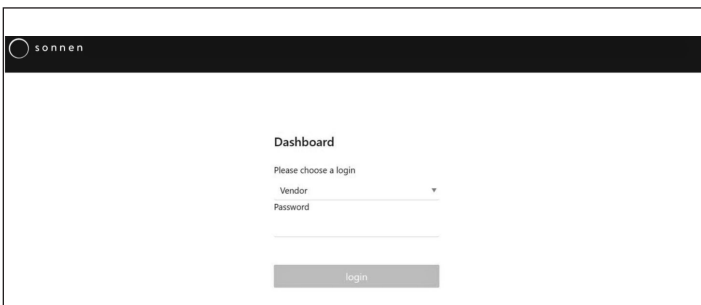 sonnen
Dashboard
Please choose a login
Vendor
Password
login